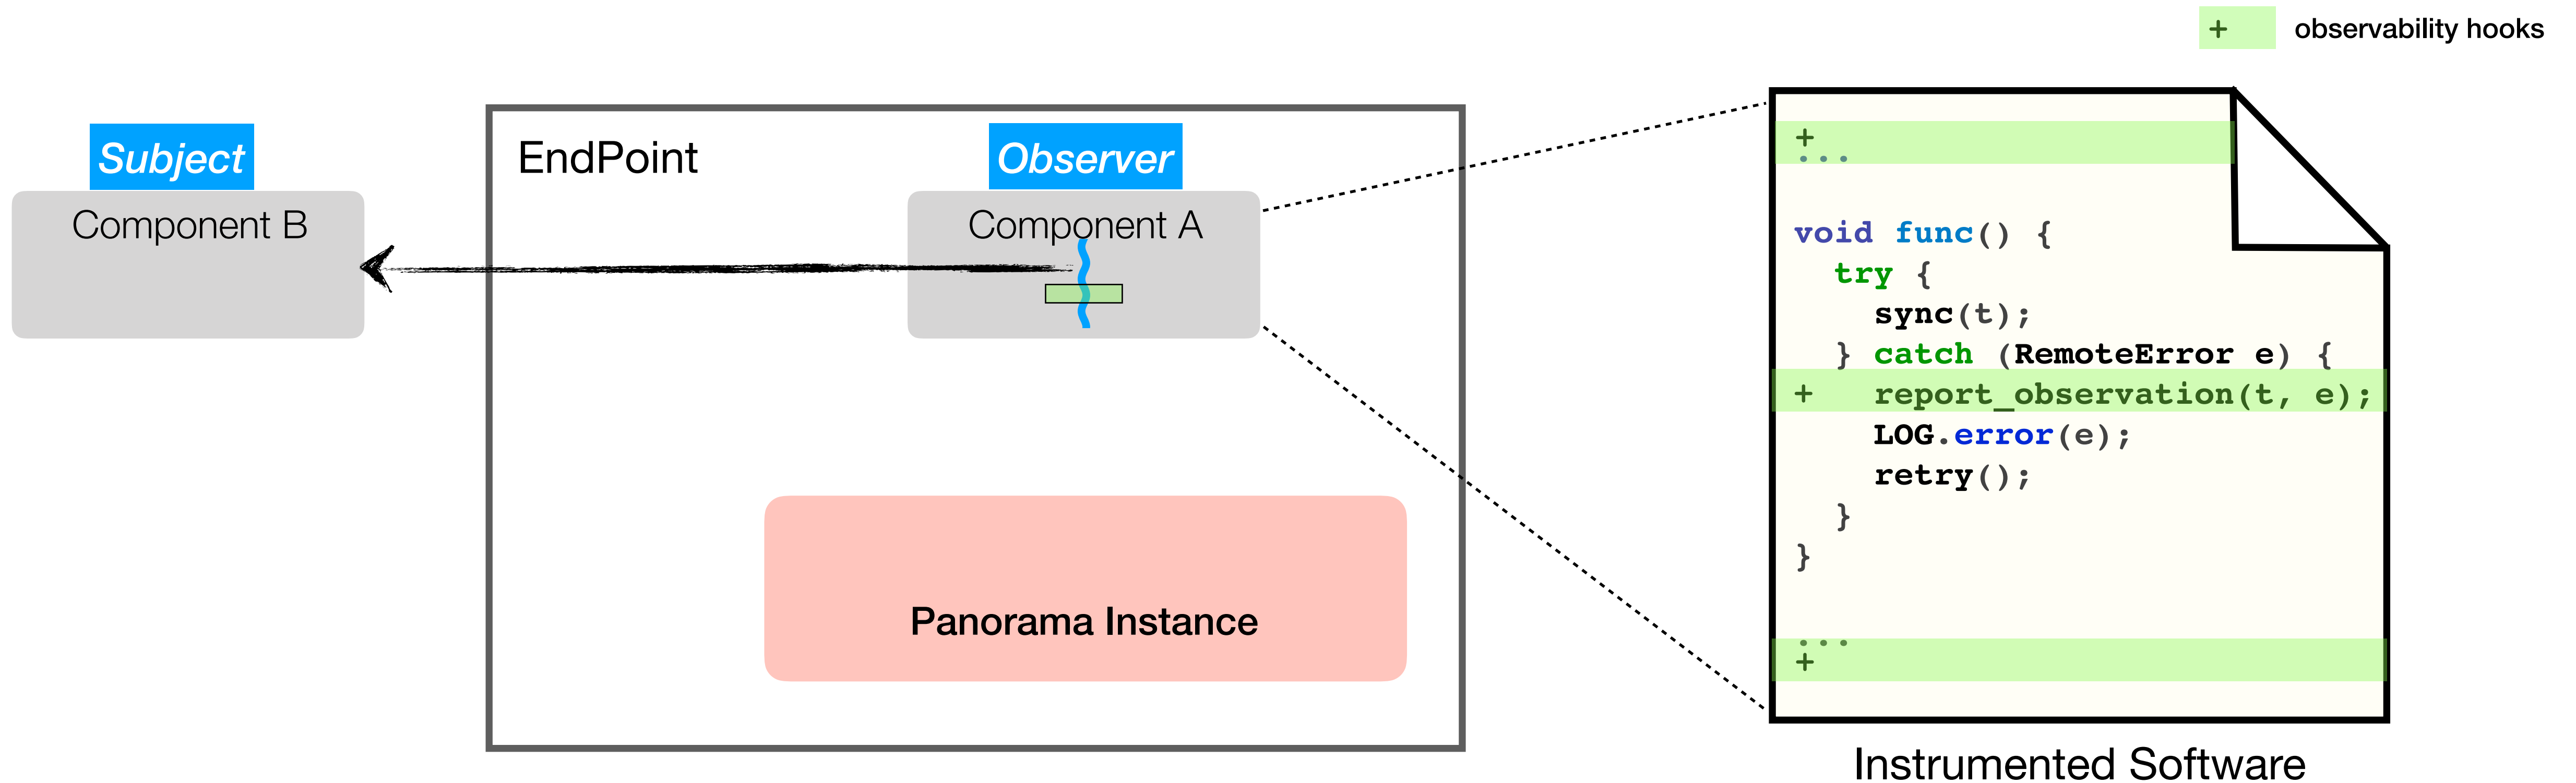 + observability hooks
Subject
Component B
EndPoint
Observer
Component A
Panorama Instance
+
...
void func() {
  try {
    sync(t);
  } catch (RemoteError e) {
+   report_observation(t, e);
    LOG.error(e);
    retry();
  }
}
...
+
Instrumented Software